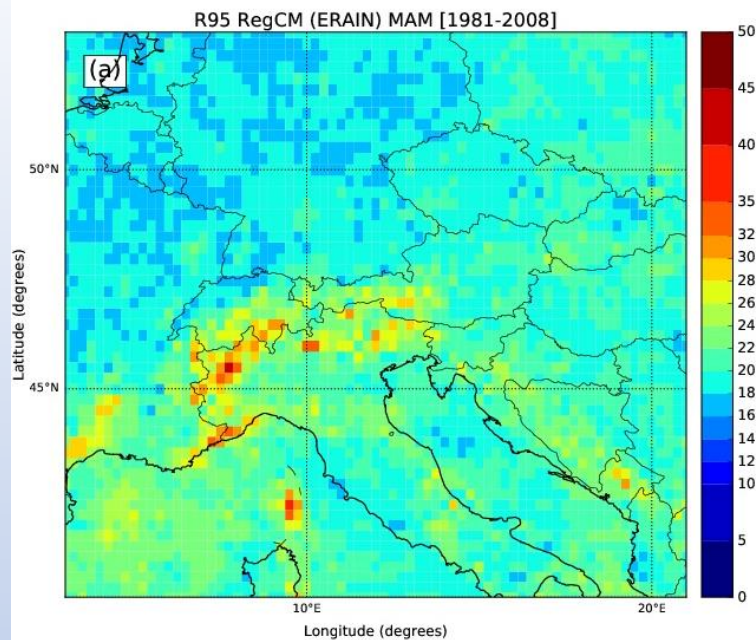 R95 RegCM (ERAIN) MAM [1981-2008]
(a)
50°N
45°N
10°E
20°E
Latitude (degrees)
Longitude (degrees)
50
45
40
35
32
30
28
26
24
22
20
18
16
14
12
10
5
0